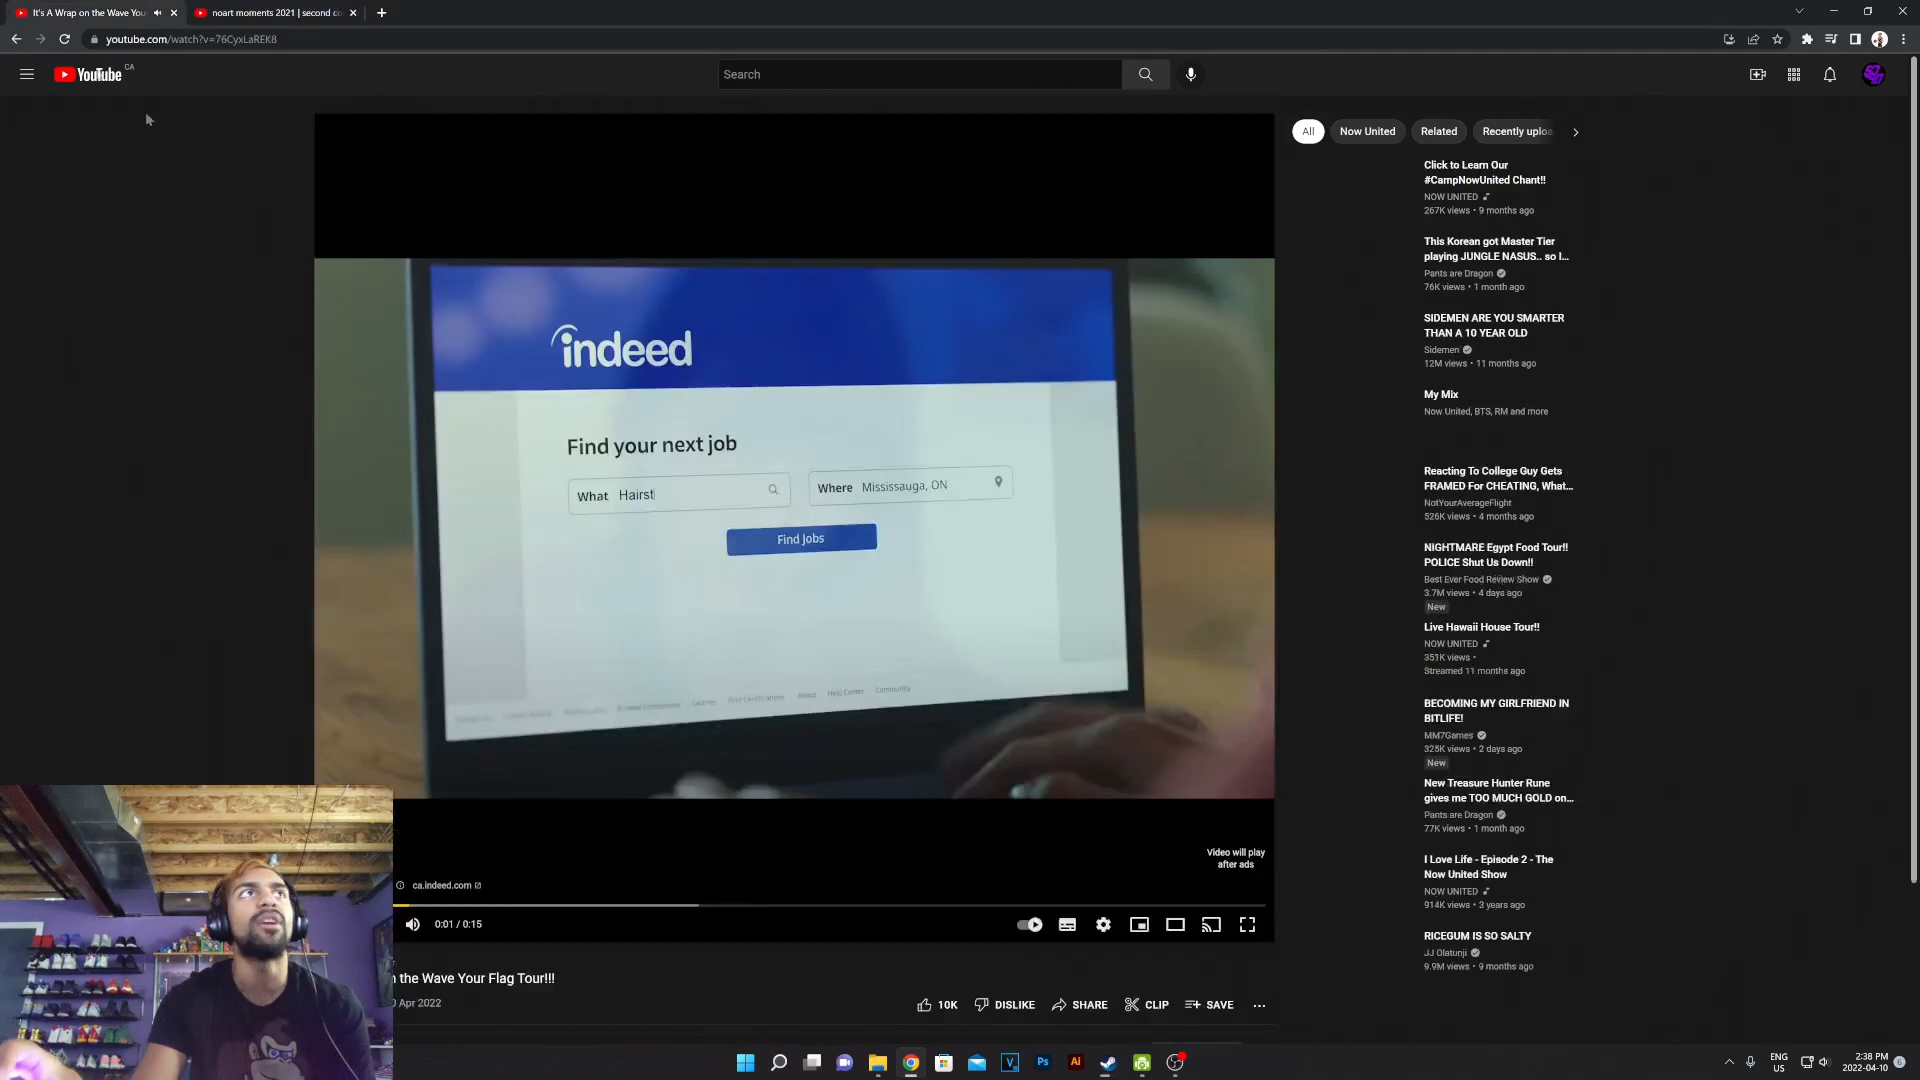 It's A Wrap on the Wave You
noart moments 2021 | second c
youtube.com/watch?v=76CyxLaREK8
YouTube CA
Search
All
Now United
Related
Recently uploa
indeed
Find your next job
What Hairst
Where Mississauga, ON
Find Jobs
Find Certifications
About
Help Center
Community
Video will play
after ads
ca.indeed.com
0:01 / 0:15
n the Wave Your Flag Tour!!!
0 Apr 2022
10K
DISLIKE
SHARE
CLIP
SAVE
Click to Learn Our
#CampNowUnited Chant!!
NOW UNITED
267K views • 9 months ago
This Korean got Master Tier
playing JUNGLE NASUS.. so I...
Pants are Dragon
76K views • 1 month ago
SIDEMEN ARE YOU SMARTER
THAN A 10 YEAR OLD
Sidemen
12M views • 11 months ago
My Mix
Now United, BTS, RM and more
Reacting To College Guy Gets
FRAMED For CHEATING, What...
NotYourAverageFlight
526K views • 4 months ago
NIGHTMARE Egypt Food Tour!!
POLICE Shut Us Down!!
Best Ever Food Review Show
3.7M views • 4 days ago
New
Live Hawaii House Tour!!
NOW UNITED
351K views •
Streamed 11 months ago
BECOMING MY GIRLFRIEND IN
BITLIFE!
MM7Games
325K views • 2 days ago
New
New Treasure Hunter Rune
gives me TOO MUCH GOLD on...
Pants are Dragon
77K views • 1 month ago
I Love Life - Episode 2 - The
Now United Show
NOW UNITED
914K views • 3 years ago
RICEGUM IS SO SALTY
JJ Olatunji
9.9M views • 9 months ago
Ps
Ai
ENG
US
2:38 PM
2022-04-10
6